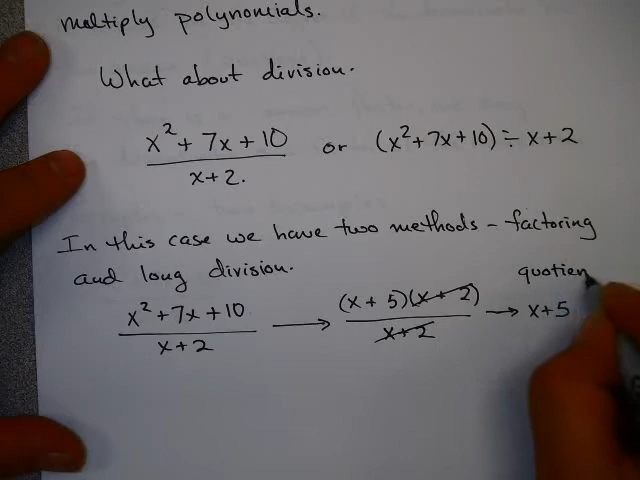 multiply polynomials.
What about division.
x² + 7x + 10 / x+2. or (x²+7x+10) ÷ x+2
In this case we have two methods - factoring
and long division.
quotien
x² + 7x + 10 / x+2 → (x + 5)(x + 2) / x+2 → x+5